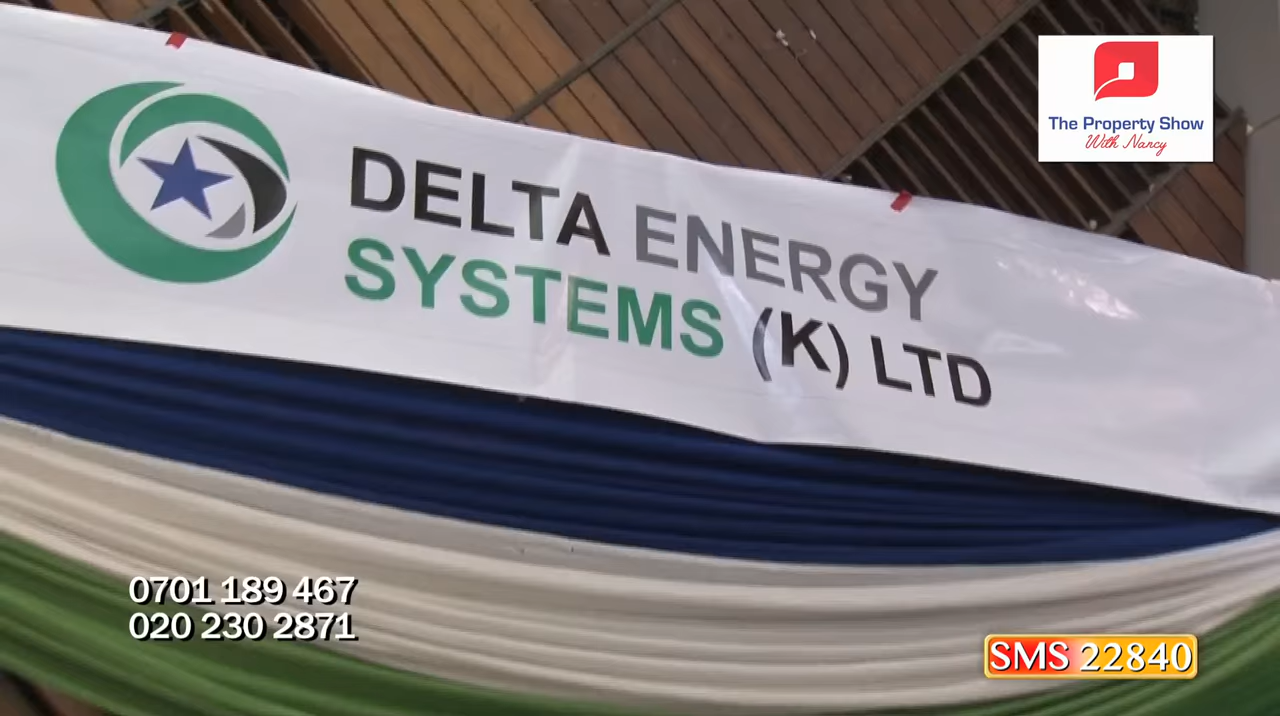 The Property Show
With Nancy
DELTA ENERGY
SYSTEMS (K) LTD
0701 189 467
020 230 2871
SMS 22840